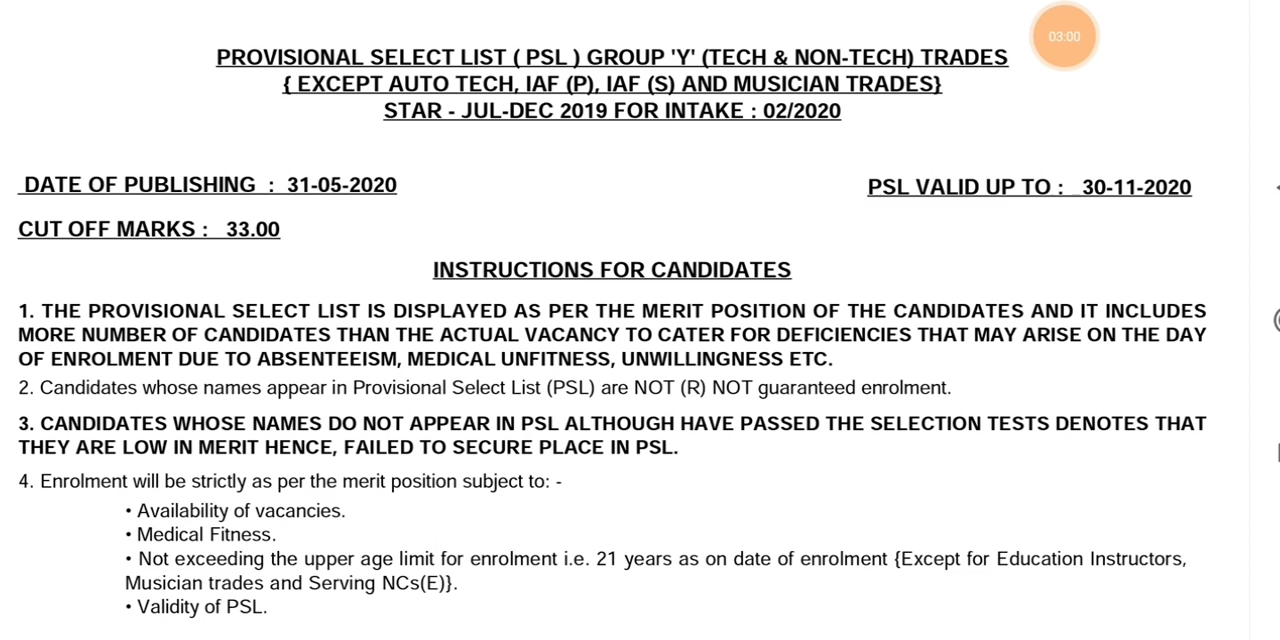 03:00
PROVISIONAL SELECT LIST ( PSL ) GROUP 'Y' (TECH & NON-TECH) TRADES
{ EXCEPT AUTO TECH, IAF (P), IAF (S) AND MUSICIAN TRADES}
STAR - JUL-DEC 2019 FOR INTAKE : 02/2020
DATE OF PUBLISHING : 31-05-2020
PSL VALID UP TO : 30-11-2020
CUT OFF MARKS : 33.00
INSTRUCTIONS FOR CANDIDATES
1. THE PROVISIONAL SELECT LIST IS DISPLAYED AS PER THE MERIT POSITION OF THE CANDIDATES AND IT INCLUDES
MORE NUMBER OF CANDIDATES THAN THE ACTUAL VACANCY TO CATER FOR DEFICIENCIES THAT MAY ARISE ON THE DAY
OF ENROLMENT DUE TO ABSENTEEISM, MEDICAL UNFITNESS, UNWILLINGNESS ETC.
2. Candidates whose names appear in Provisional Select List (PSL) are NOT (R) NOT guaranteed enrolment.
3. CANDIDATES WHOSE NAMES DO NOT APPEAR IN PSL ALTHOUGH HAVE PASSED THE SELECTION TESTS DENOTES THAT
THEY ARE LOW IN MERIT HENCE, FAILED TO SECURE PLACE IN PSL.
4. Enrolment will be strictly as per the merit position subject to: -
• Availability of vacancies.
• Medical Fitness.
• Not exceeding the upper age limit for enrolment i.e. 21 years as on date of enrolment {Except for Education Instructors,
Musician trades and Serving NCs(E)}.
• Validity of PSL.